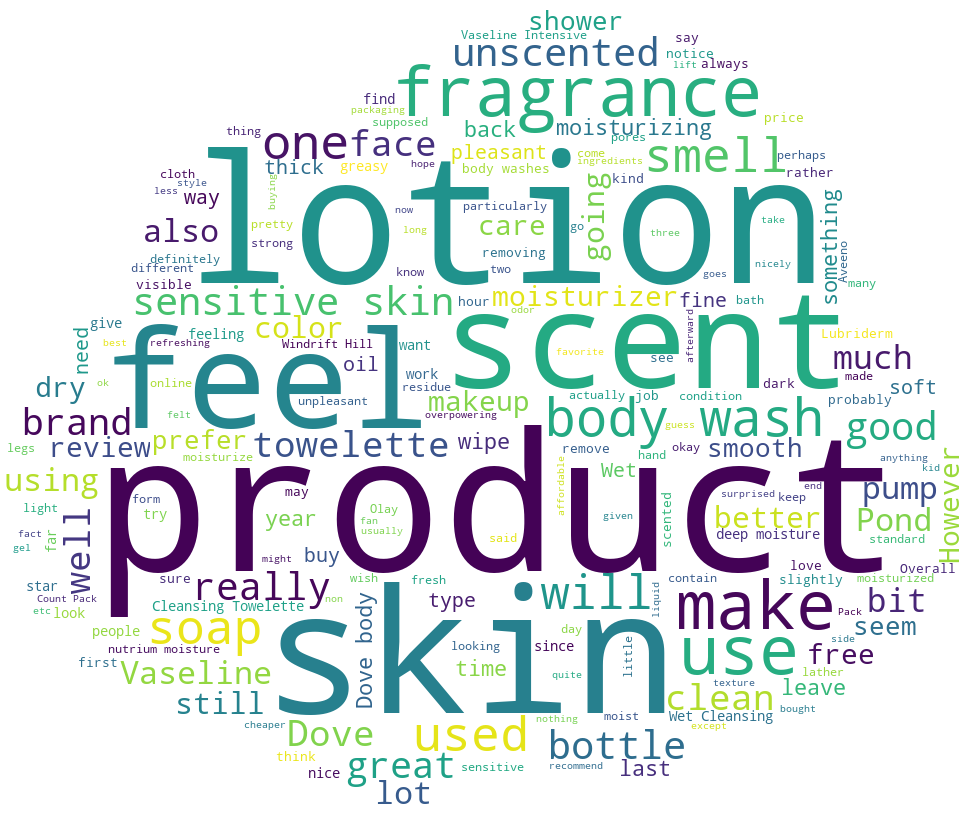 shower
Vaseline Intensive
say
unscented
notice
lift
always
fragrance
find
packaging
supposed
price
thing
one
face
back
moisturizing
pores
smell
perhaps
thick
greasy
pleasant
hope
come
body washes
ingredients
rather
cloth
style
less
way
buying
lotion
particularly
kind
going
something
Aveeno
also
pretty
strong
now
long
care
go
three
take
removing
definitely
different
visible
know
two
goes
nicely
many
sensitive skin
hour
moisturizer
fine
bath
odor
scent
afterward
give
need
feeling
color
Windrift Hill
want
Lubriderm
best
refreshing
feel
oil
work
favorite
see
much
made
dry
ok
online
unpleasant
residue
makeup
actually
job
condition
dark
probably
soft
brand
felt
overpowering
body wash
guess
good
legs
review
prefer
moisturize
towelette
wipe
remove
okay
hand
smooth
anything
kid
using
product
Wet
affordable
surprised
keep
end
pump
light
form
try
may
year
Olay
fan
usually
given
scented
better
deep moisture
Pond
standard
However
well
far
fact
gel
said
might
buy
love
Overall
star
sure
really
wish
fresh
will
contain
slightly
moisturized
Count Pack
etc
look
Cleansing Towelette
non
type
skin
liquid
make
Pack
bit
people
soap
Dove body
day
little
use
side
seem
nutrium moisture
looking
since
free
first
Vaseline
time
quite
lather
texture
still
clean
leave
bought
cheaper
Dove
used
nothing
moist
Wet Cleansing
except
think
bottle
nice
great
sensitive
recommend
last
lot